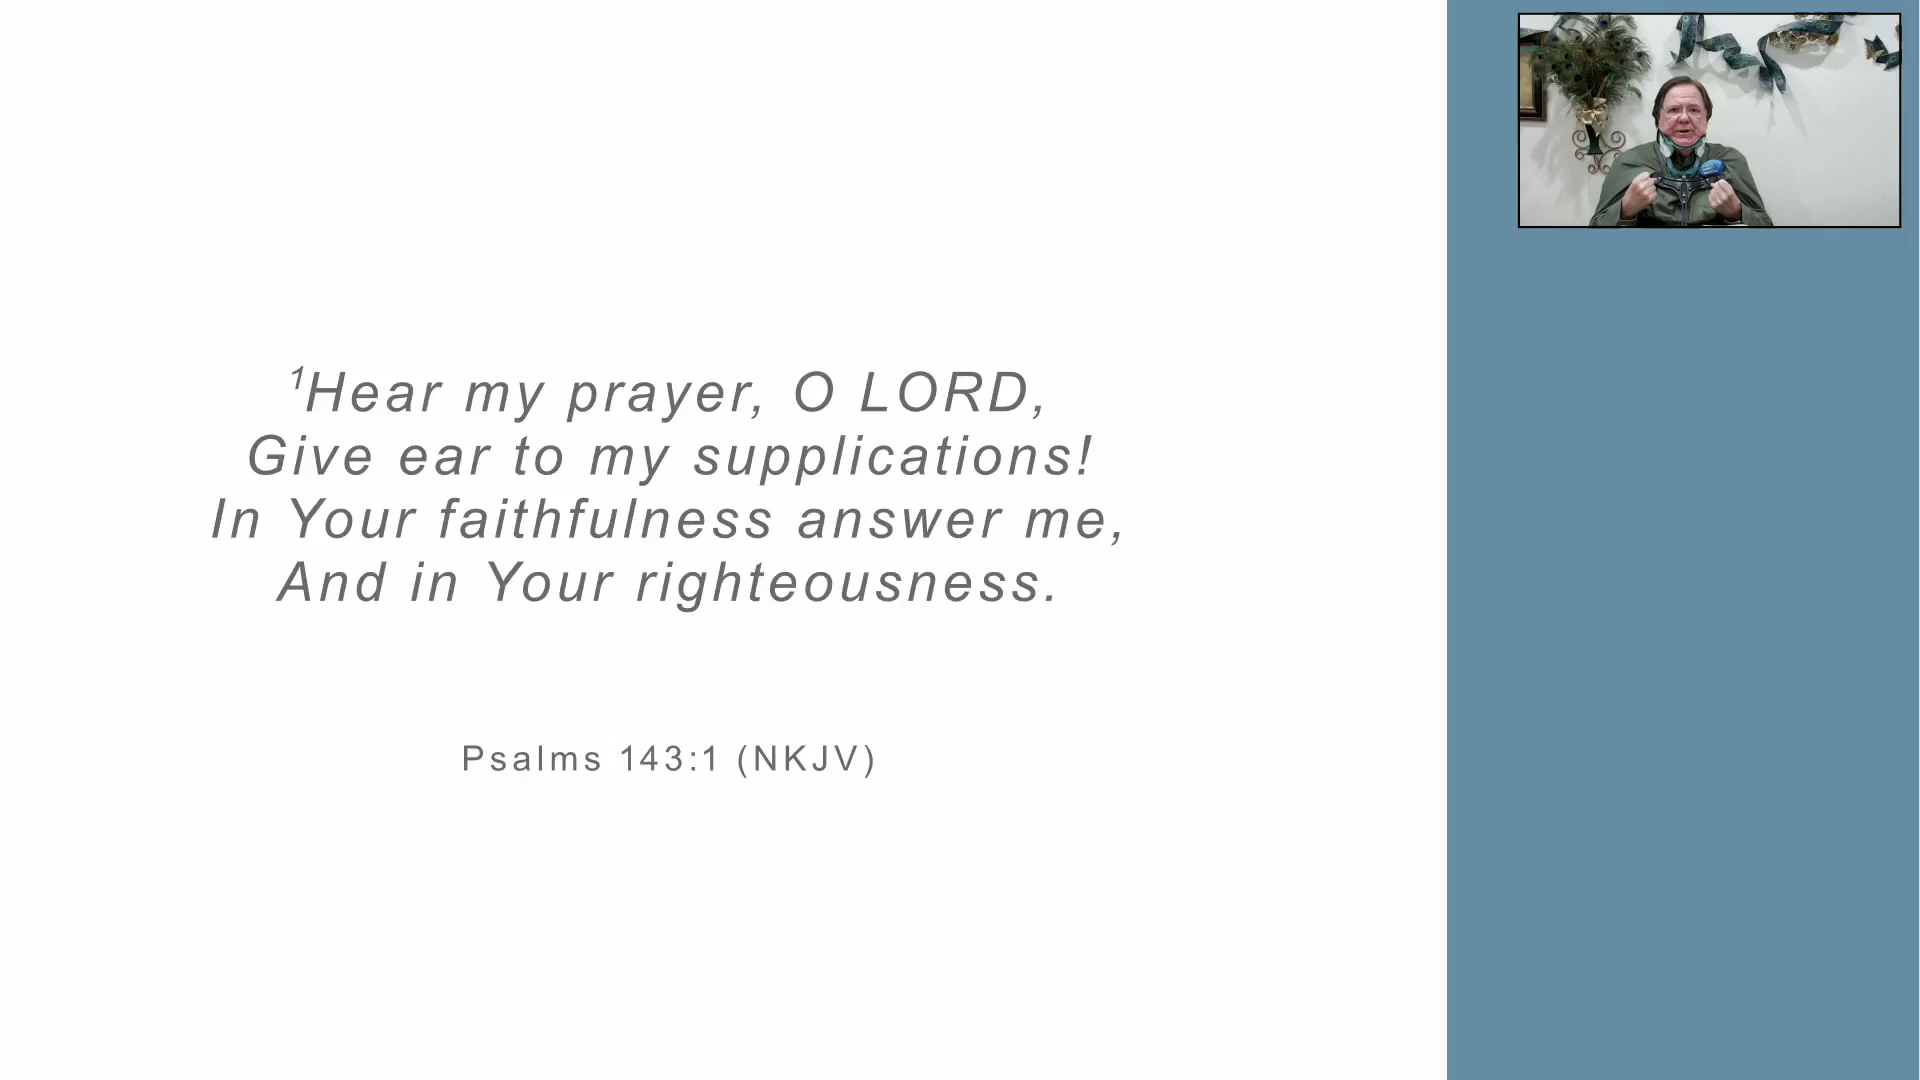 ¹Hear my prayer, O LORD,
Give ear to my supplications!
In Your faithfulness answer me,
And in Your righteousness.
Psalms 143:1 (NKJV)